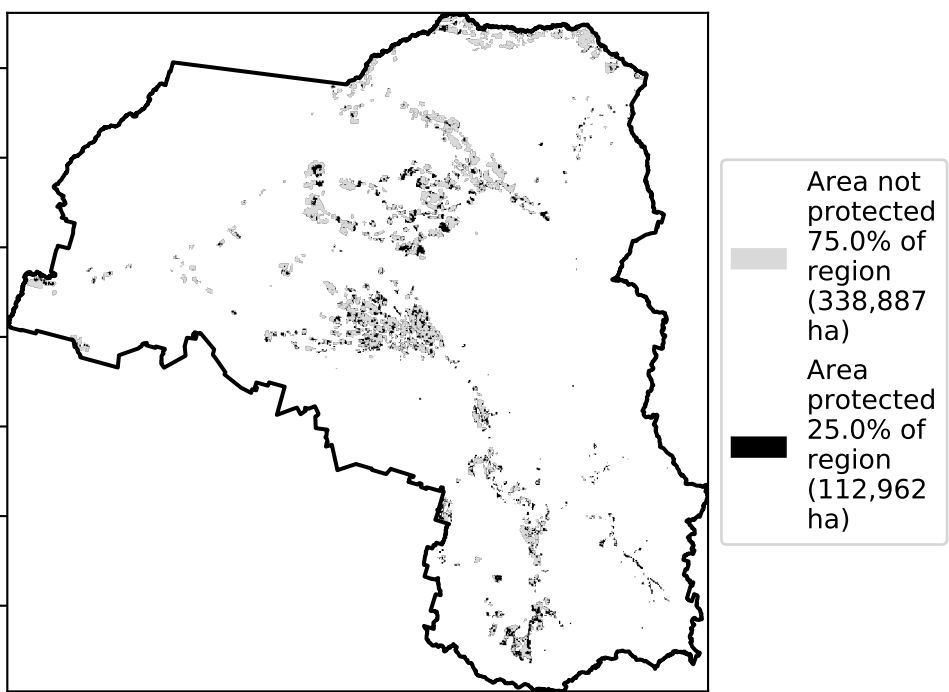 Area not
protected
75.0% of
region
(338,887
ha)
Area
protected
25.0% of
region
(112,962
ha)